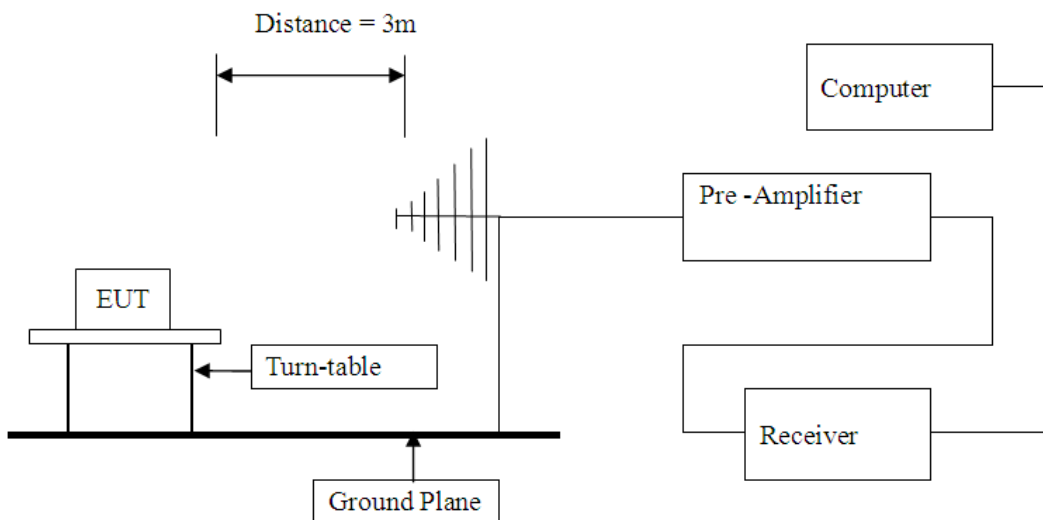 Distance = 3m
Computer
Pre -Amplifier
EUT
Turn-table
Receiver
Ground Plane